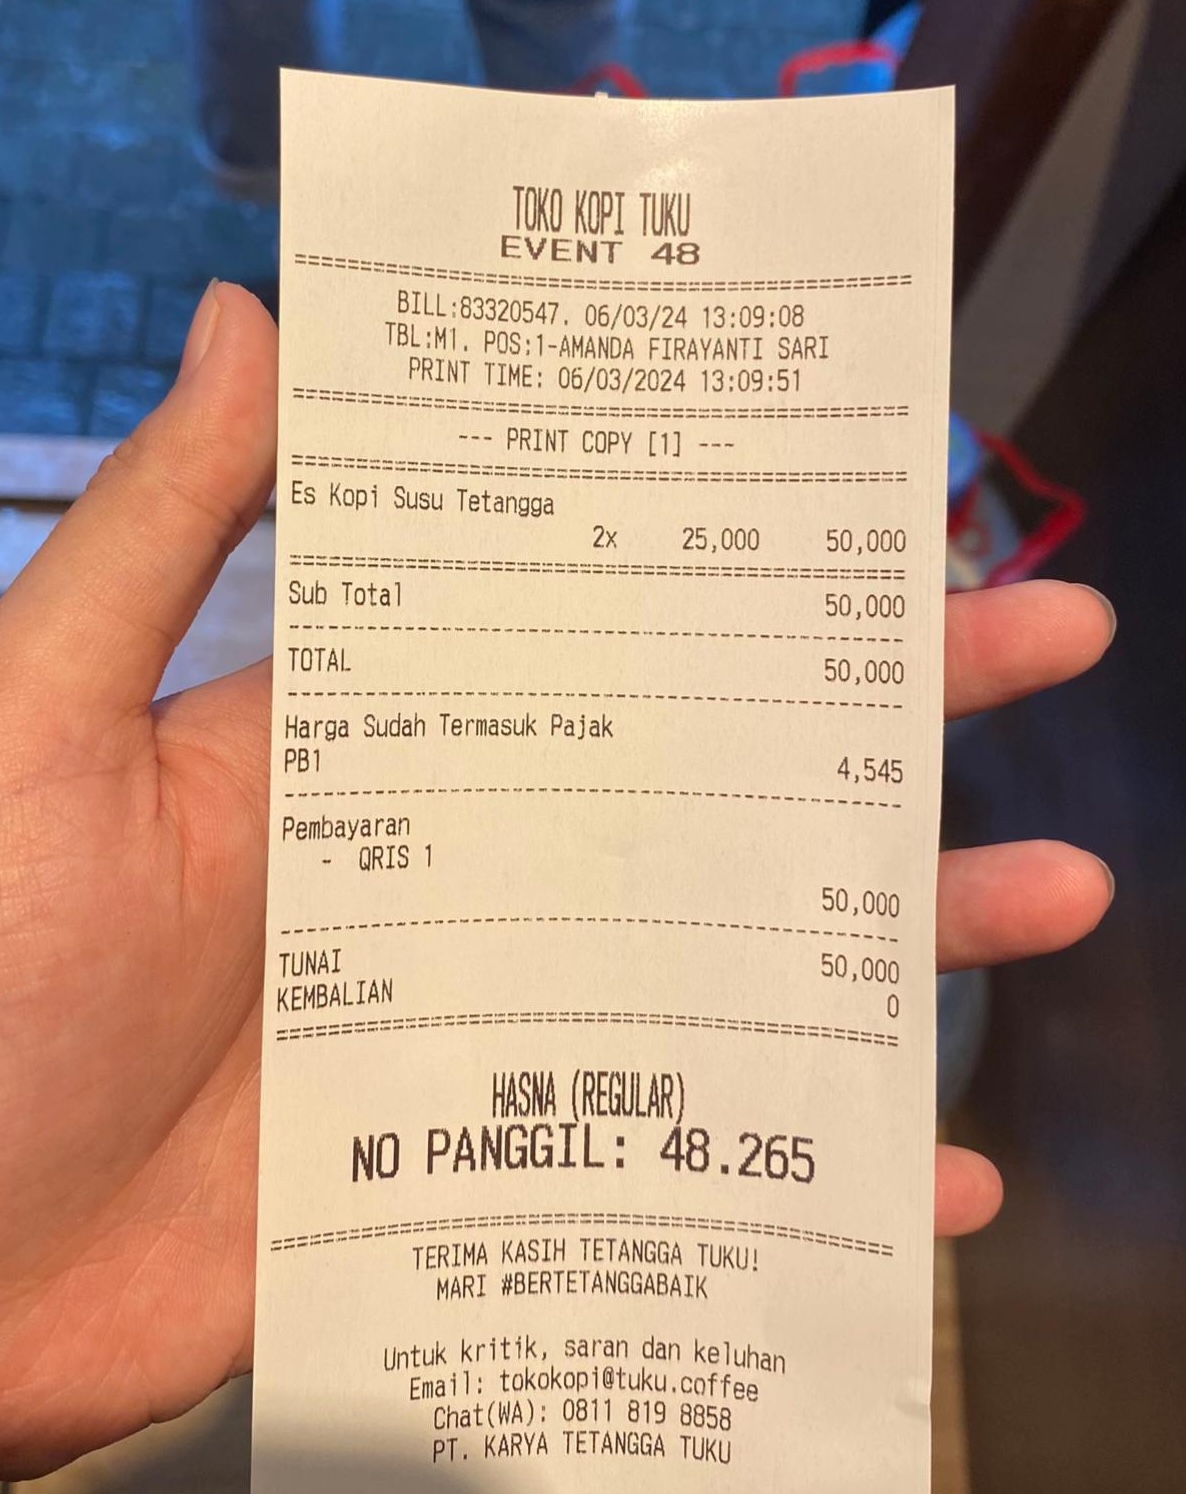 TOKO KOPI TUKU
EVENT 48
================================================
BILL:83320547. 06/03/24 13:09:08
TBL:M1. POS:1-AMANDA FIRAYANTI SARI
PRINT TIME: 06/03/2024 13:09:51
================================================
--- PRINT COPY [1] ---
================================================
Es Kopi Susu Tetangga
2x 25,000 50,000
================================================
Sub Total 50,000
------------------------------------------------
TOTAL 50,000
------------------------------------------------
Harga Sudah Termasuk Pajak
PB1 4,545
------------------------------------------------
Pembayaran
- QRIS 1
50,000
------------------------------------------------
TUNAI 50,000
KEMBALIAN 0
================================================
HASNA (REGULAR)
NO PANGGIL: 48.265
================================================
TERIMA KASIH TETANGGA TUKU!
MARI #BERTETANGGABAIK
Untuk kritik, saran dan keluhan
Email: tokokopi@tuku.coffee
Chat(WA): 0811 819 8858
PT. KARYA TETANGGA TUKU